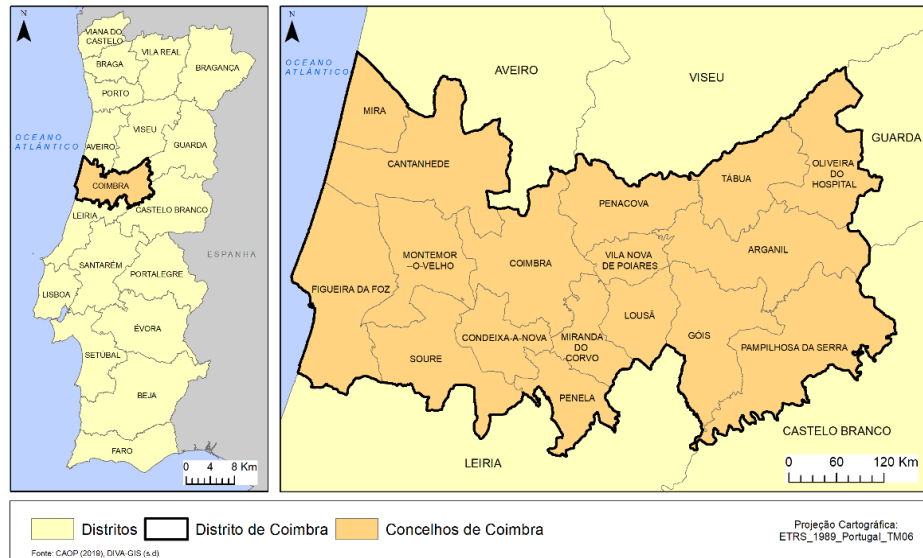 N
OCEANO
ATLÂNTICO
VIANA DO
CASTELO
VILA REAL
BRAGA
BRAGANÇA
PORTO
VISEU
AVEIRO
GUARDA
COIMBRA
CASTELO BRANCO
LEIRIA
ESPANHA
SANTARÉM
PORTALEGRE
LISBOA
ÉVORA
SETÚBAL
BEJA
FARO
0 4 8 Km
N
OCEANO
ATLÂNTICO
AVEIRO
VISEU
GUARDA
MIRA
CANTANHEDE
TÁBUA
OLIVEIRA
DO
HOSPITAL
PENACOVA
MONTEMOR
-O-VELHO
COIMBRA
VILA NOVA
DE POIARES
ARGANIL
FIGUEIRA DA FOZ
LOUSÃ
SOURE
CONDEIXA-A-NOVA
MIRANDA
DO
CORVO
GÓIS
PAMPILHOSA DA SERRA
PENELA
CASTELO BRANCO
LEIRIA
0 60 120 Km
Distritos
Distrito de Coimbra
Concelhos de Coimbra
Projeção Cartográfica:
ETRS_1989_Portugal_TM06
Fonte: CAOP (2019), DIVA-GIS (s.d)